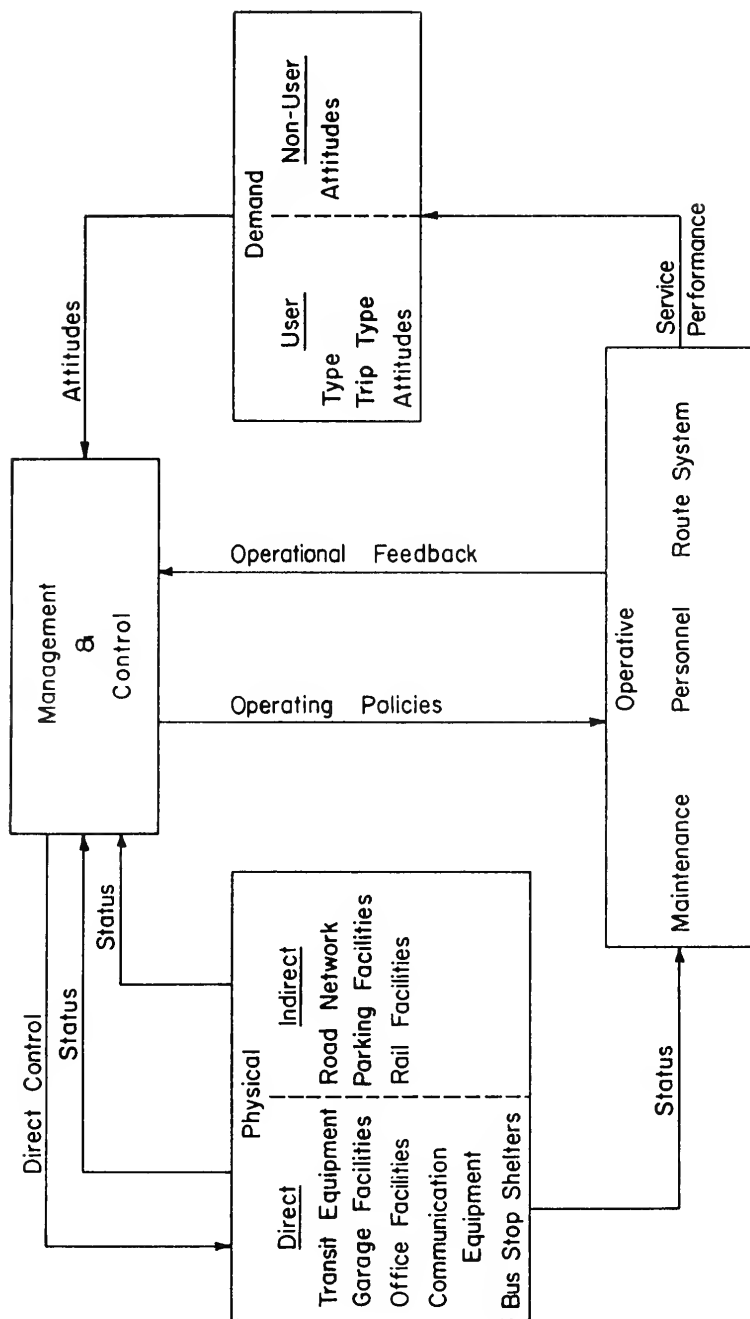 Direct Control
Status
Status
Management
&
Control
Attitudes
Physical
Direct
Transit Equipment
Garage Facilities
Office Facilities
Communication
Equipment
Bus Stop Shelters
Indirect
Road Network
Parking Facilities
Rail Facilities
Operating Policies
Operational Feedback
Demand
User
Type
Trip Type
Attitudes
Non-User
Attitudes
Status
Operative
Maintenance Personnel Route System
Service
Performance